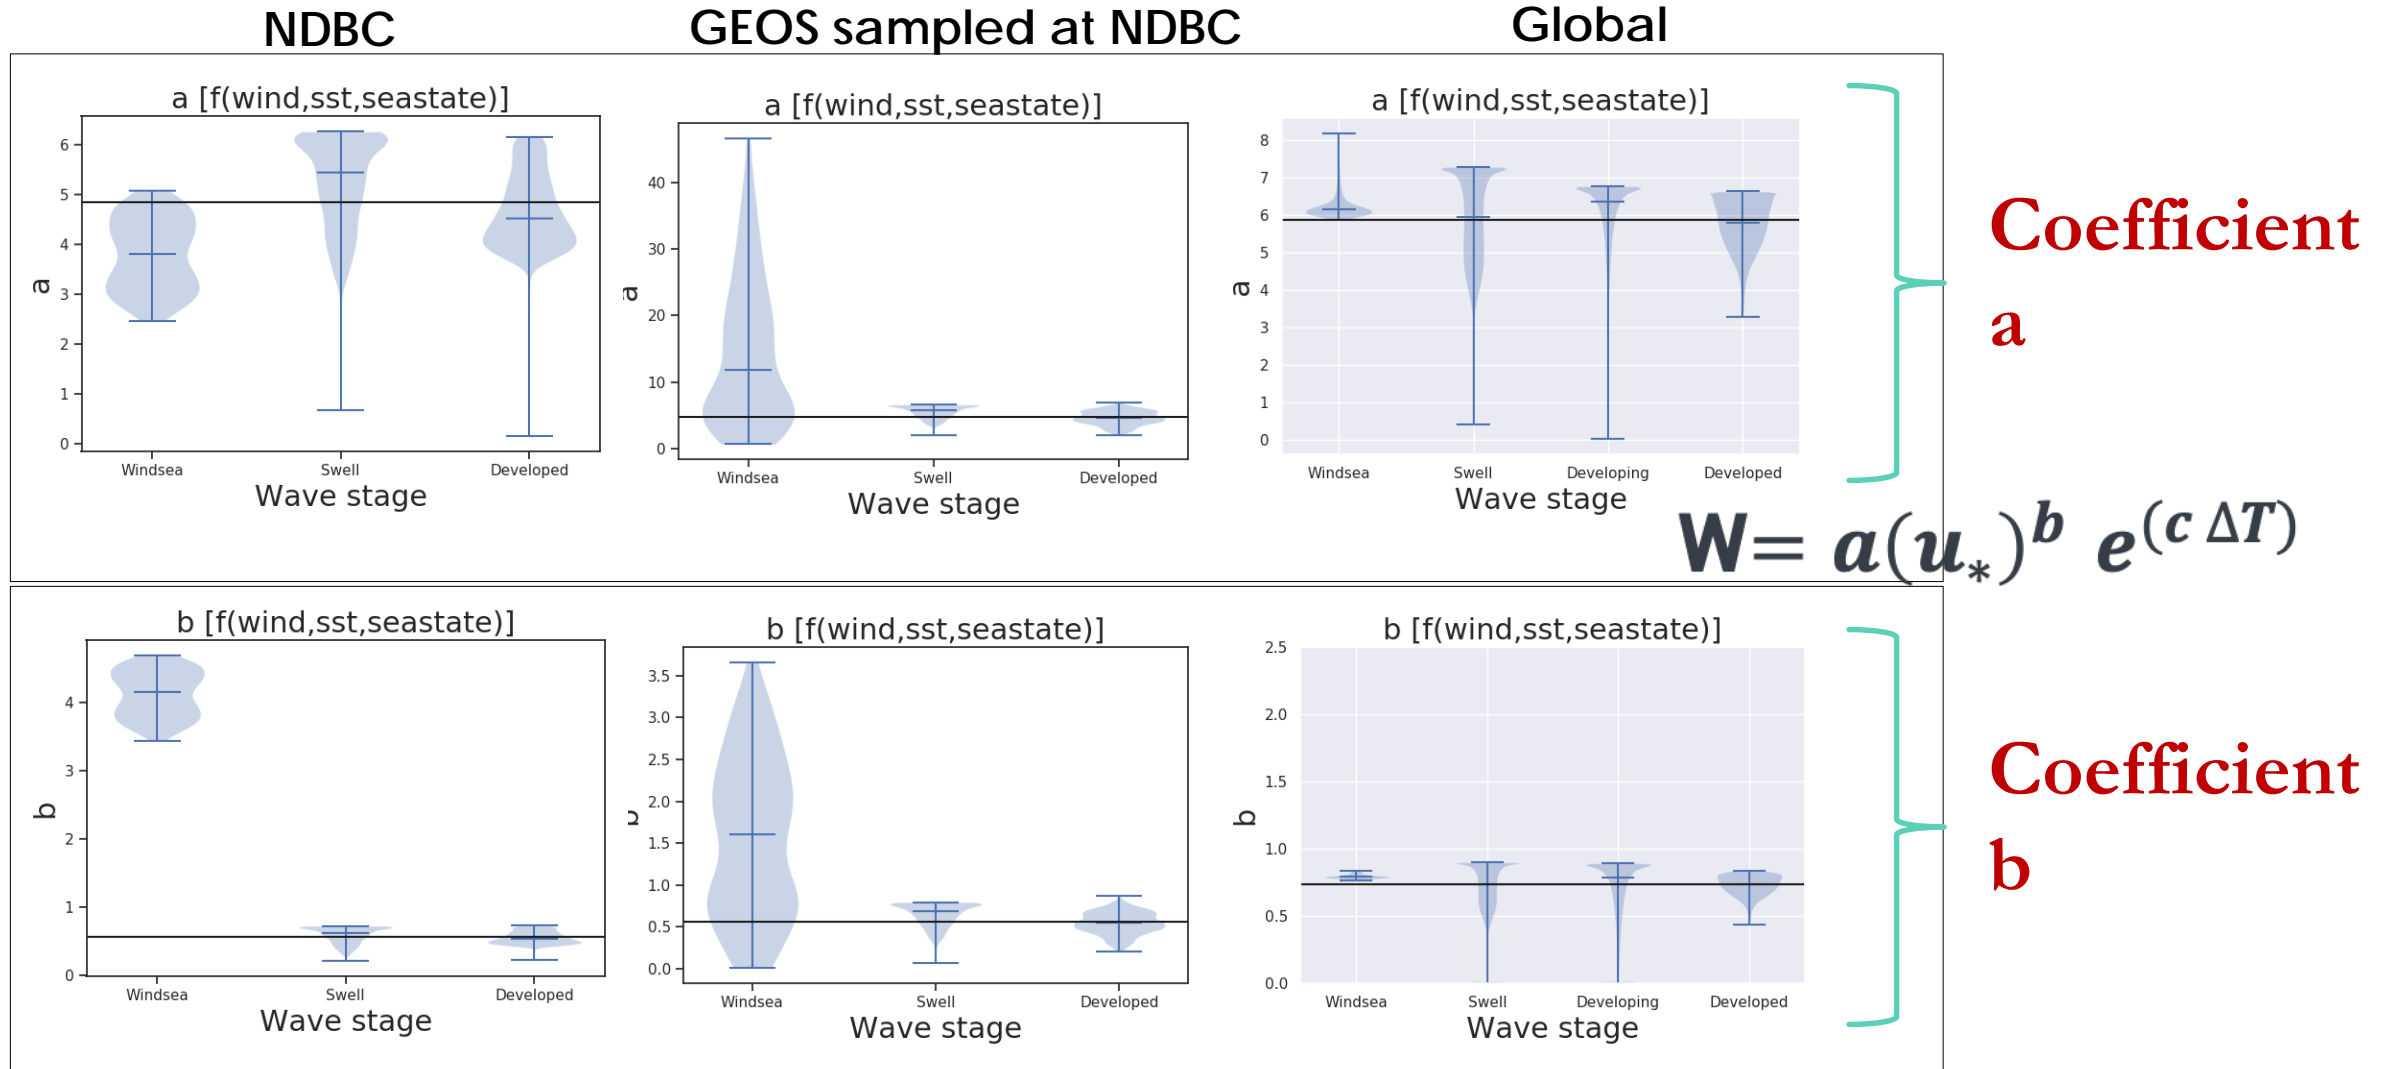 NDBC
GEOS sampled at NDBC
Global
a [f(wind,sst,seastate)]
6
5
4
3
2
1
0
a
Windsea Swell Developed
Wave stage
a [f(wind,sst,seastate)]
40
30
20
10
0
a
Windsea Swell Developed
Wave stage
a [f(wind,sst,seastate)]
8
7
6
5
4
3
2
1
0
a
Windsea Swell Developing Developed
Wave stage
Coefficient
a
W= a(u*)^b e^(c ΔT)
b [f(wind,sst,seastate)]
4
3
2
1
0
b
Windsea Swell Developed
Wave stage
b [f(wind,sst,seastate)]
3.5
3.0
2.5
2.0
1.5
1.0
0.5
0.0
b
Windsea Swell Developed
Wave stage
b [f(wind,sst,seastate)]
2.5
2.0
1.5
1.0
0.5
0.0
b
Windsea Swell Developing Developed
Wave stage
Coefficient
b